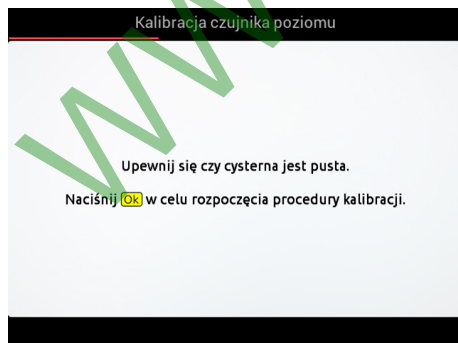 Kalibracja czujnika poziomu
Upewnij się czy cysterna jest pusta.
Naciśnij Ok w celu rozpoczęcia procedury kalibracji.